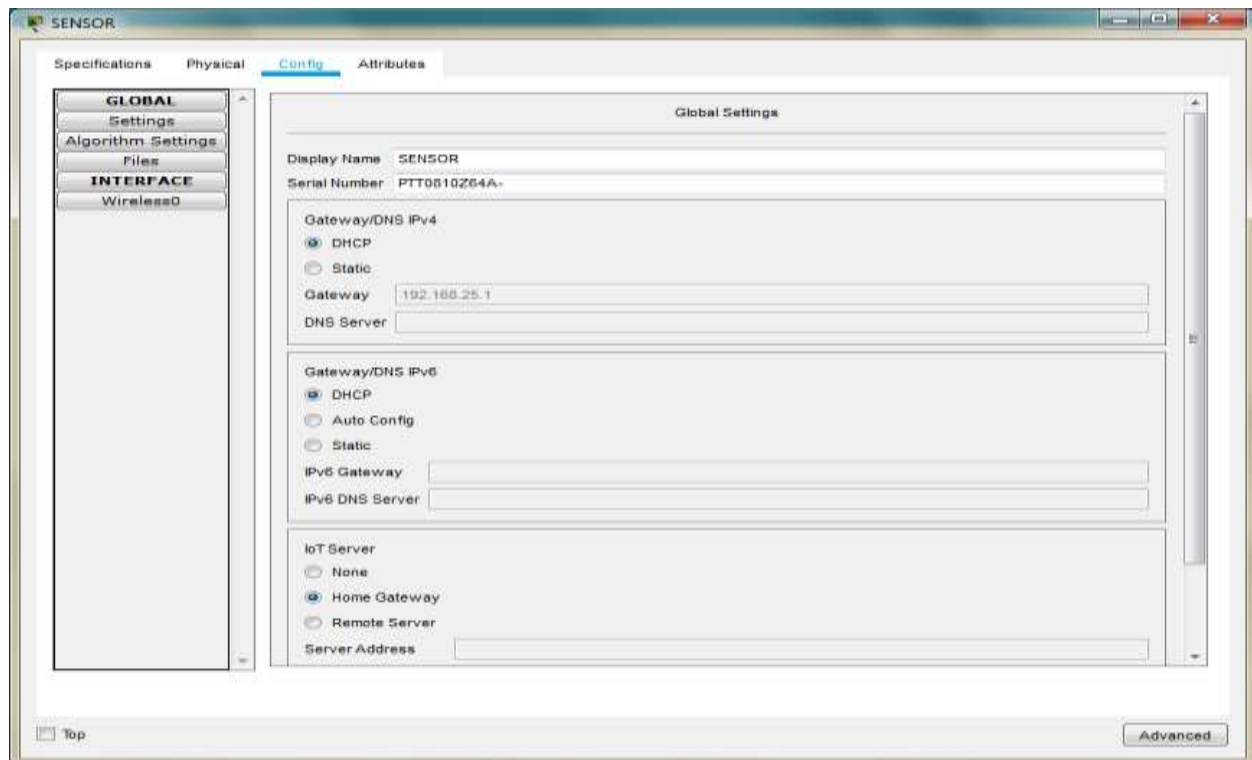 SENSOR
Specifications Physical Config Attributes
GLOBAL
Settings
Algorithm Settings
Files
INTERFACE
Wireless0
Global Settings
Display Name SENSOR
Serial Number PTT0810Z64A-
Gateway/DNS IPv4
DHCP
Static
Gateway 192.168.25.1
DNS Server
Gateway/DNS IPv6
DHCP
Auto Config
Static
IPv6 Gateway
IPv6 DNS Server
IoT Server
None
Home Gateway
Remote Server
Server Address
Top
Advanced